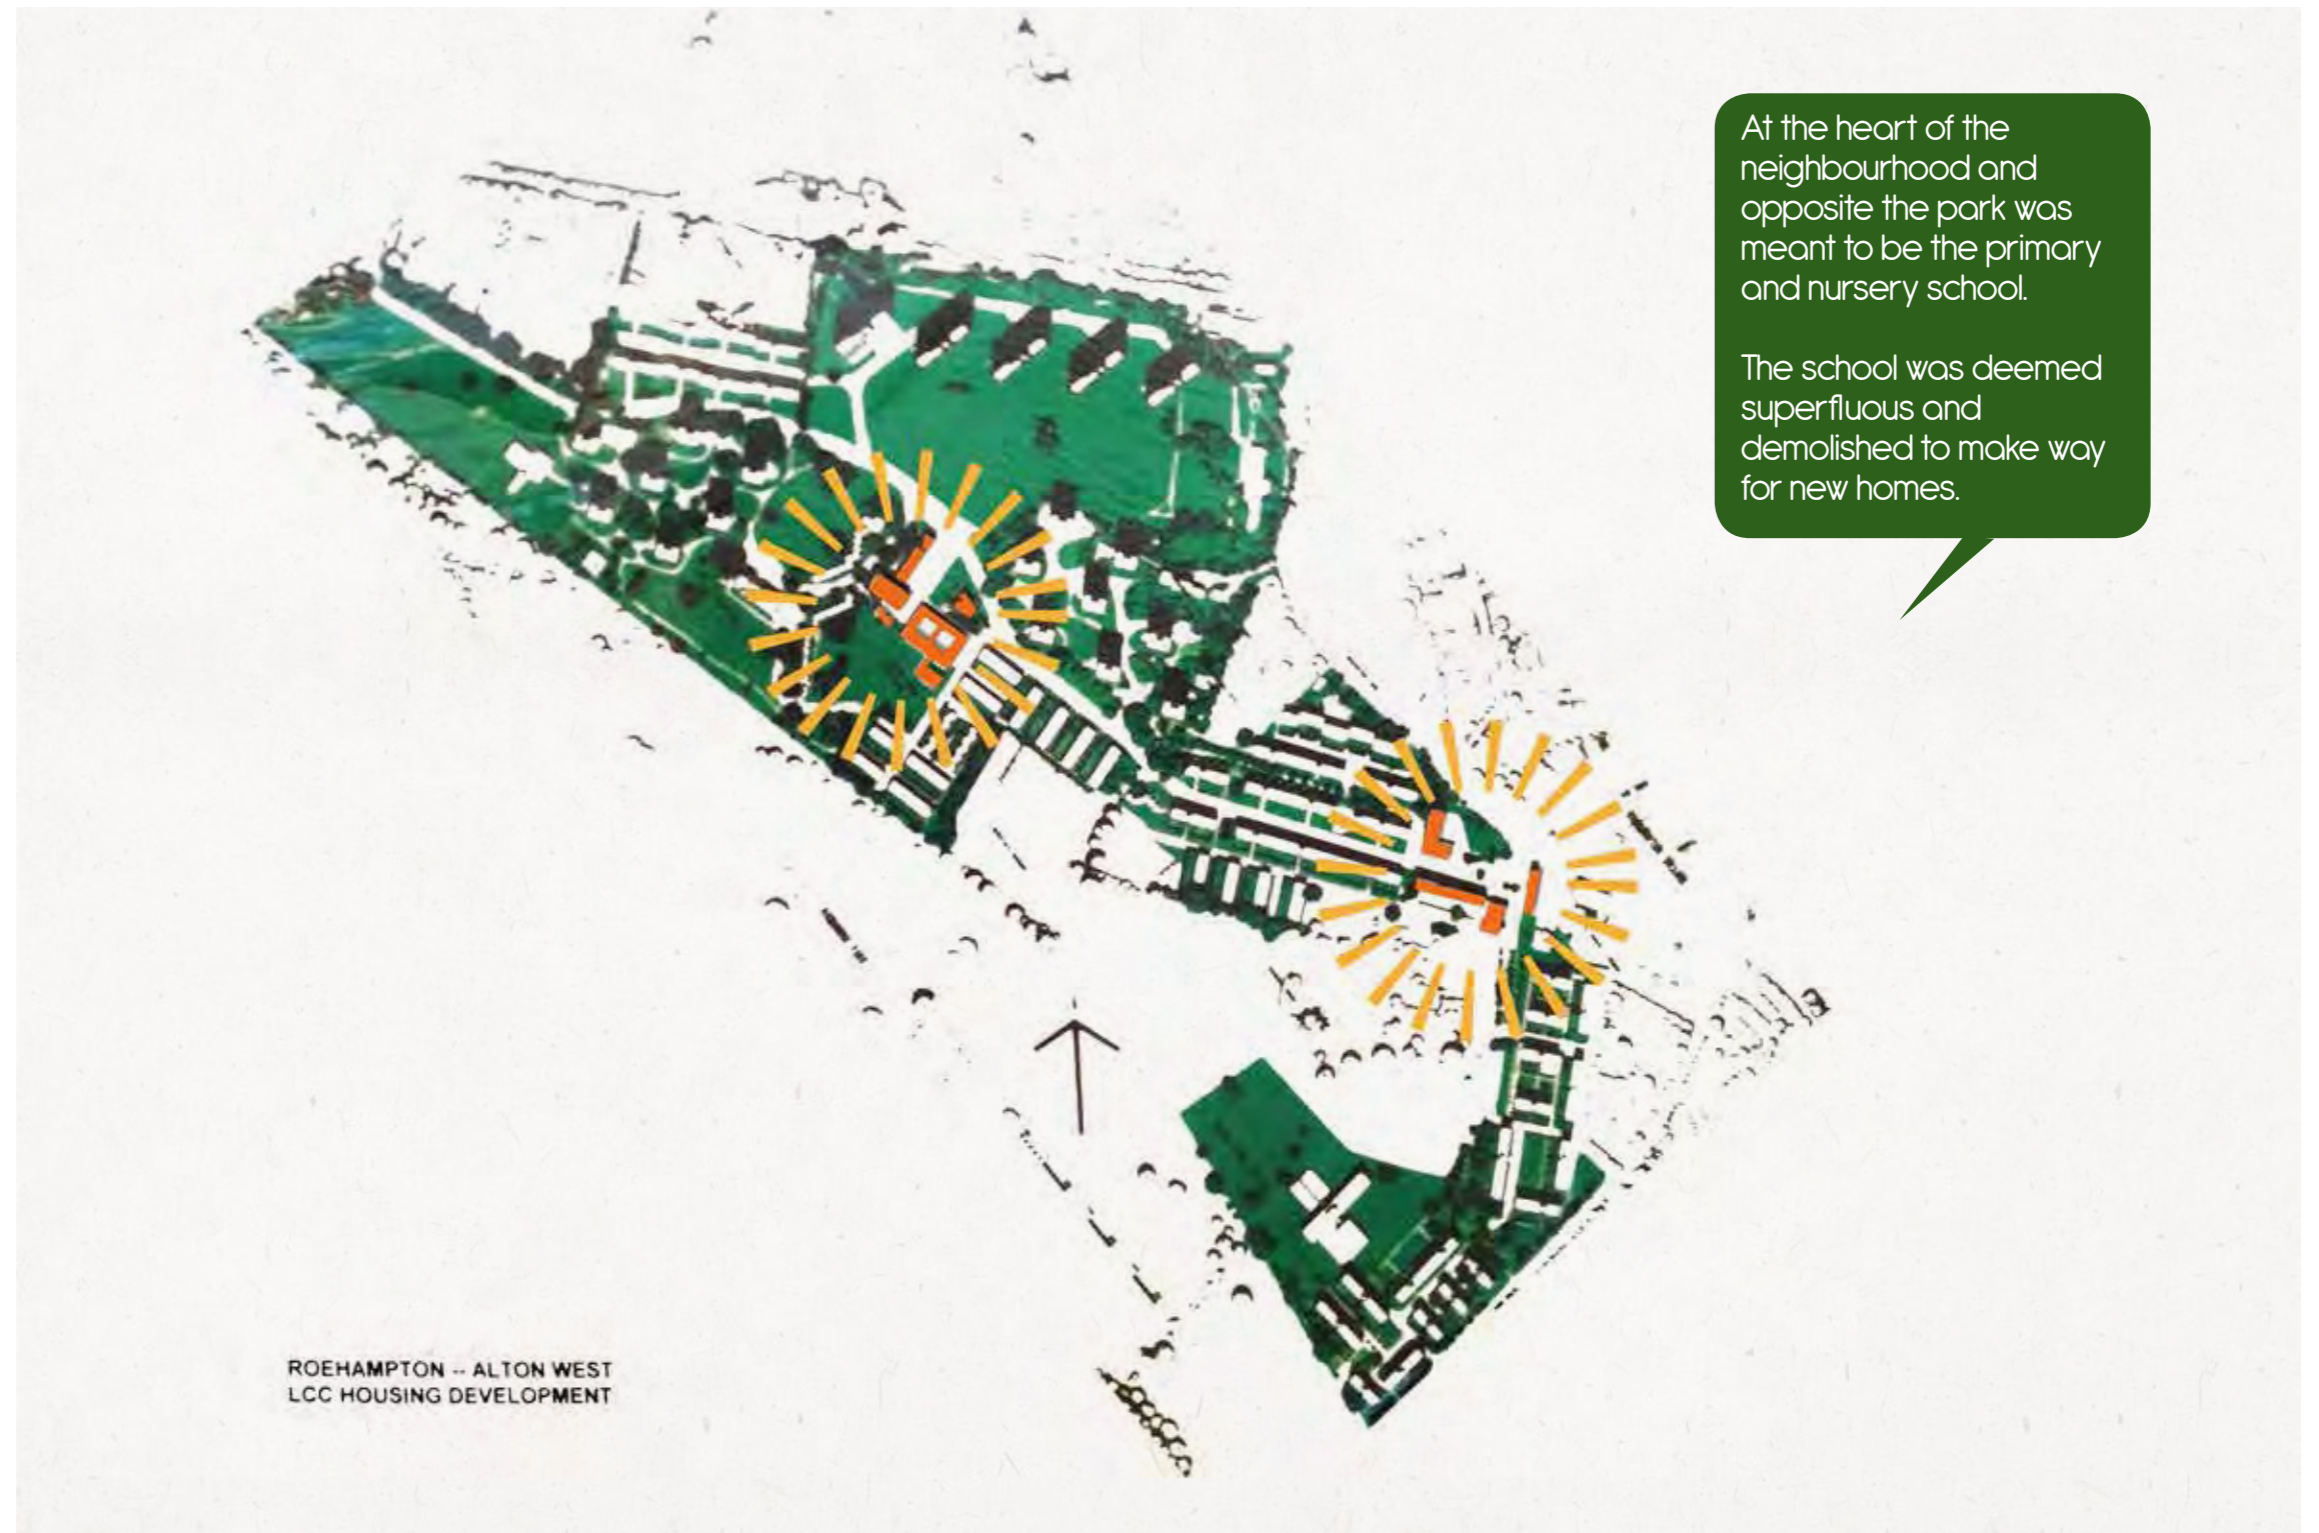 At the heart of the
neighbourhood and
opposite the park was
meant to be the primary
and nursery school.
The school was deemed
superfluous and
demolished to make way
for new homes.
ROEHAMPTON -- ALTON WEST
LCC HOUSING DEVELOPMENT